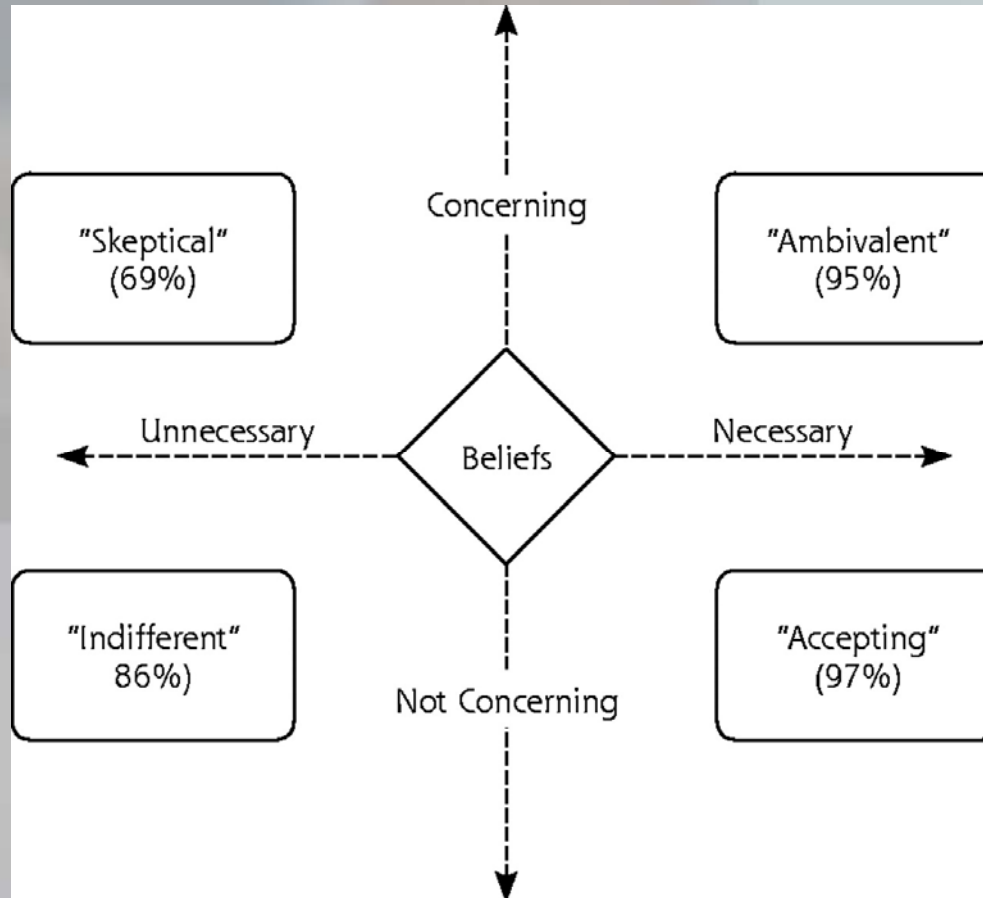 Concerning
"Skeptical"
(69%)
"Ambivalent"
(95%)
Unnecessary
Necessary
Beliefs
"Indifferent"
86%)
"Accepting"
(97%)
Not Concerning